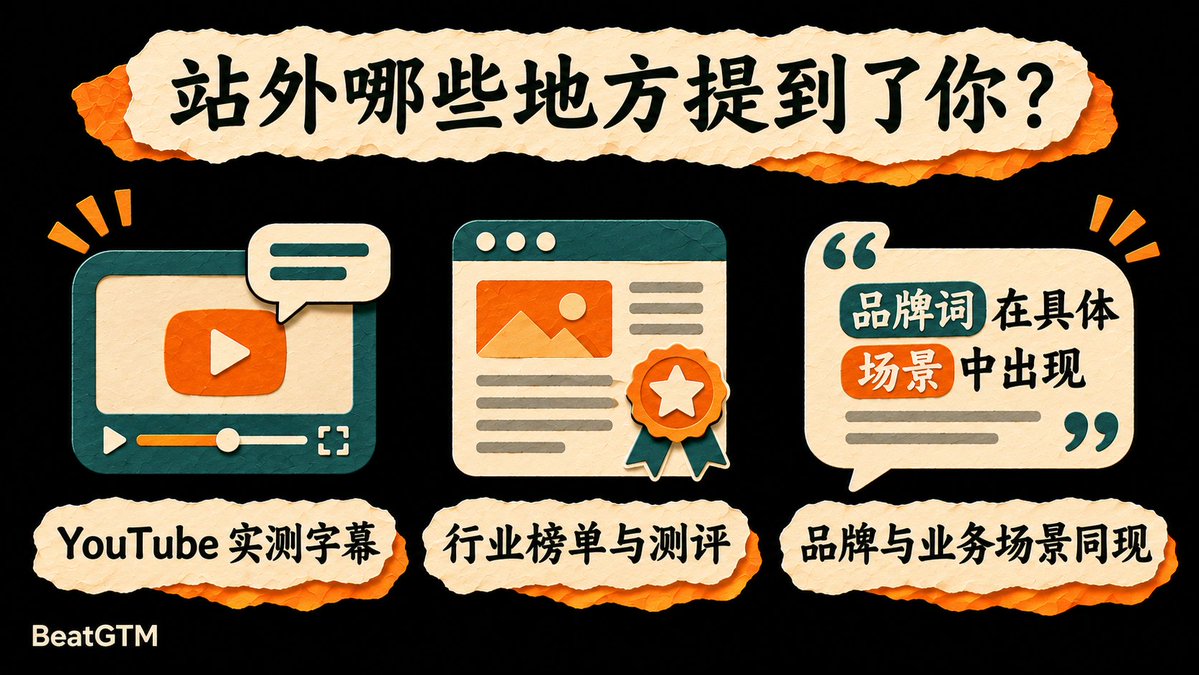 站外哪些地方提到了你?
品牌词 在具体
场景 中出现
YouTube 实测字幕
行业榜单与测评
品牌与业务场景同现
BeatGTM